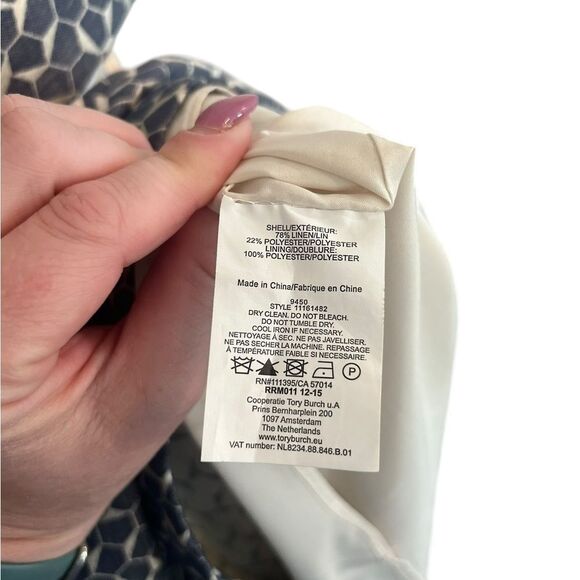 SHELL/EXTÉRIEUR:
78% LINEN/LIN
22% POLYESTER/POLYESTER
LINING/DOUBLURE:
100% POLYESTER/POLYESTER
Made in China/Fabrique en Chine
9450
STYLE 11161482
DRY CLEAN. DO NOT BLEACH.
DO NOT TUMBLE DRY.
COOL IRON IF NECESSARY.
NETTOYAGE À SEC. NE PAS JAVELLISER.
NE PAS SECHER LA MACHINE. REPASSAGE
À TEMPÉRATURE FAIBLE SI NECESSAIRE.
P
RN#111395/CA 57014
RRM011 12-15
Cooperatie Tory Burch u.A
Prins Bernharplein 200
1097 Amsterdam
The Netherlands
www.toryburch.eu
VAT number: NL8234.88.846.B.01